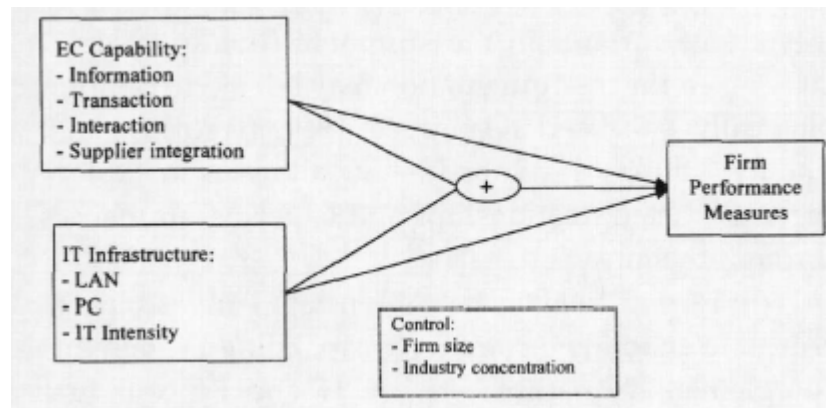 EC Capability:
- Information
- Transaction
- Interaction
- Supplier integration
+
Firm
Performance
Measures
IT Infrastructure:
- LAN
- PC
- IT Intensity
Control:
- Firm size
- Industry concentration